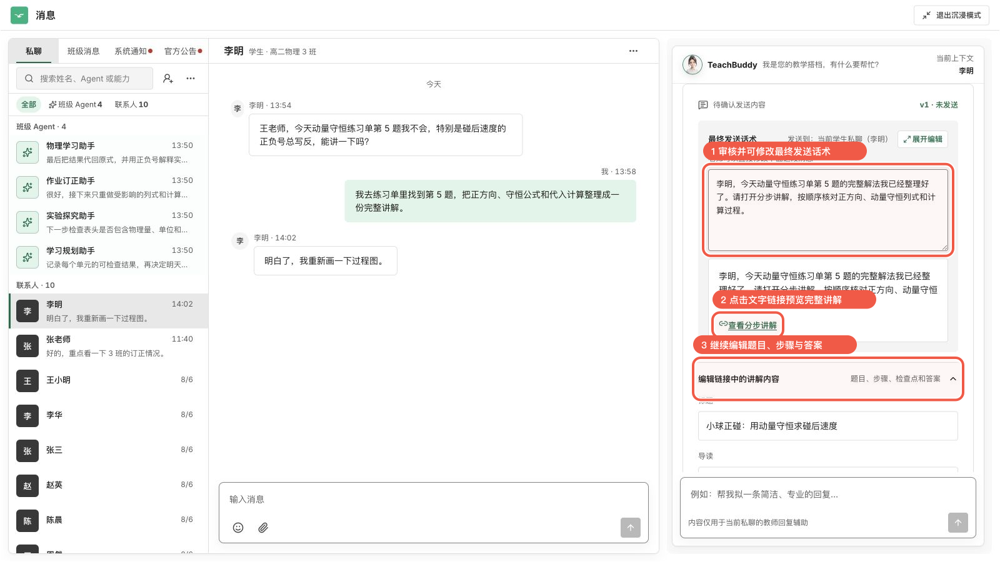 消息
退出沉浸模式
私聊
班级消息
系统通知
官方公告
搜索姓名、Agent 或能力
全部
班级 Agent 4
联系人 10
班级 Agent · 4
物理学习助手
13:50
最后把结果代回原式，并用正负号解释实...
作业订正助手
13:50
很好，接下来只重做受影响的列式和计算...
实验探究助手
13:50
下一步检查表头是否包含物理量、单位和...
学习规划助手
13:50
记录每个单元的可检查结果，再决定明天...
联系人 · 10
李
李明
14:02
明白了，我重新画一下过程图。
张
张老师
11:40
好的，重点看一下 3 班的订正情况。
王
王小明
8/6
李
李华
8/6
张
张三
8/6
赵
赵英
8/6
陈
陈晨
8/6
李明
学生 · 高二物理 3 班
今天
李
李明 · 13:54
王老师，今天动量守恒练习单第 5 题我不会，特别是碰后速度的
正负号总写反，能讲一下吗？
我 · 13:58
我去练习单里找到第 5 题，把正方向、守恒公式和代入计算整理成一
份完整讲解。
李
李明 · 14:02
明白了，我重新画一下过程图。
输入消息
TeachBuddy
我是您的教学搭档，有什么要帮忙？
当前上下文
李明
待确认发送内容
v1 · 未发送
最终发送话术
发送到：当前学生私聊（李明）
展开编辑
1 审核并可修改最终发送话术
李明，今天动量守恒练习单第 5 题的完整解法我已经整理好
了。请打开分步讲解，按顺序核对正方向、动量守恒列式和计
算过程。
李明，今天动量守恒练习单第 5 题的完整解法我已经整
理好了。请打开分步讲解，按顺序核对正方向、动量守恒
2 点击文字链接预览完整讲解
查看分步讲解
3 继续编辑题目、步骤与答案
编辑链接中的讲解内容
题目、步骤、检查点和答案
小球正碰：用动量守恒求碰后速度
导读
例如：帮我拟一条简洁、专业的回复...
内容仅用于当前私聊的教师回复辅助